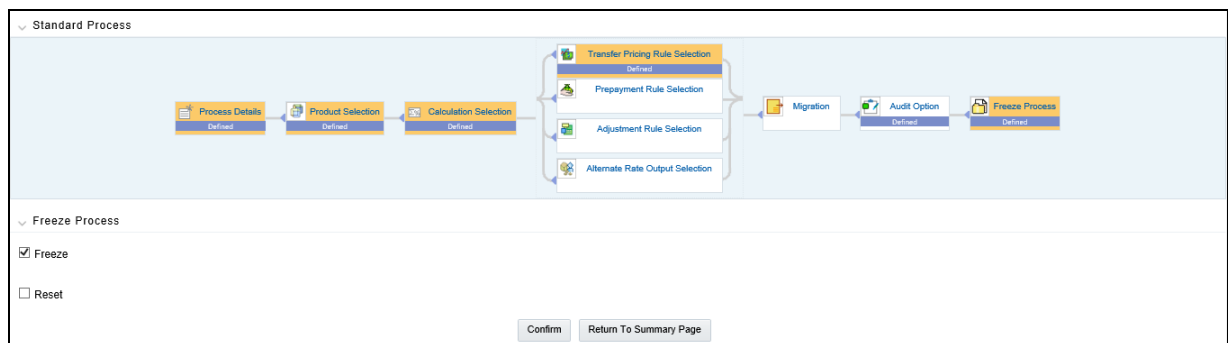 Standard Process
Transfer Pricing Rule Selection
Defined
Prepayment Rule Selection
Process Details
Defined
Product Selection
Defined
Calculation Selection
Defined
Adjustment Rule Selection
Alternate Rate Output Selection
Migration
Audit Option
Defined
Freeze Process
Defined
Freeze Process
Freeze
Reset
Confirm Return To Summary Page